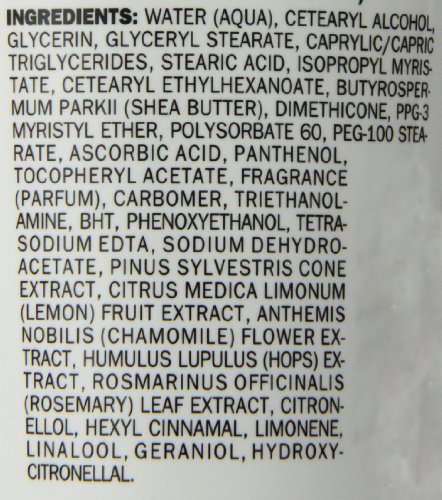 INGREDIENTS: WATER (AQUA), CETEARYL ALCOHOL,
GLYCERIN, GLYCERYL STEARATE, CAPRYLIC/CAPRIC
TRIGLYCERIDES, STEARIC ACID, ISOPROPYL MYRIS-
TATE, CETEARYL ETHYLHEXANOATE, BUTYROSPER-
MUM PARKII (SHEA BUTTER), DIMETHICONE, PPG-3
MYRISTYL ETHER, POLYSORBATE 60, PEG-100 STEA-
RATE, ASCORBIC ACID, PANTHENOL,
TOCOPHERYL ACETATE, FRAGRANCE
(PARFUM), CARBOMER, TRIETHANOL-
AMINE, BHT, PHENOXYETHANOL, TETRA-
SODIUM EDTA, SODIUM DEHYDRO-
ACETATE, PINUS SYLVESTRIS CONE
EXTRACT, CITRUS MEDICA LIMONUM
(LEMON) FRUIT EXTRACT, ANTHEMIS
NOBILIS (CHAMOMILE) FLOWER EX-
TRACT, HUMULUS LUPULUS (HOPS) EX-
TRACT, ROSMARINUS OFFICINALIS
(ROSEMARY) LEAF EXTRACT, CITRON-
ELLOL, HEXYL CINNAMAL, LIMONENE,
LINALOOL, GERANIOL, HYDROXY-
CITRONELLAL.